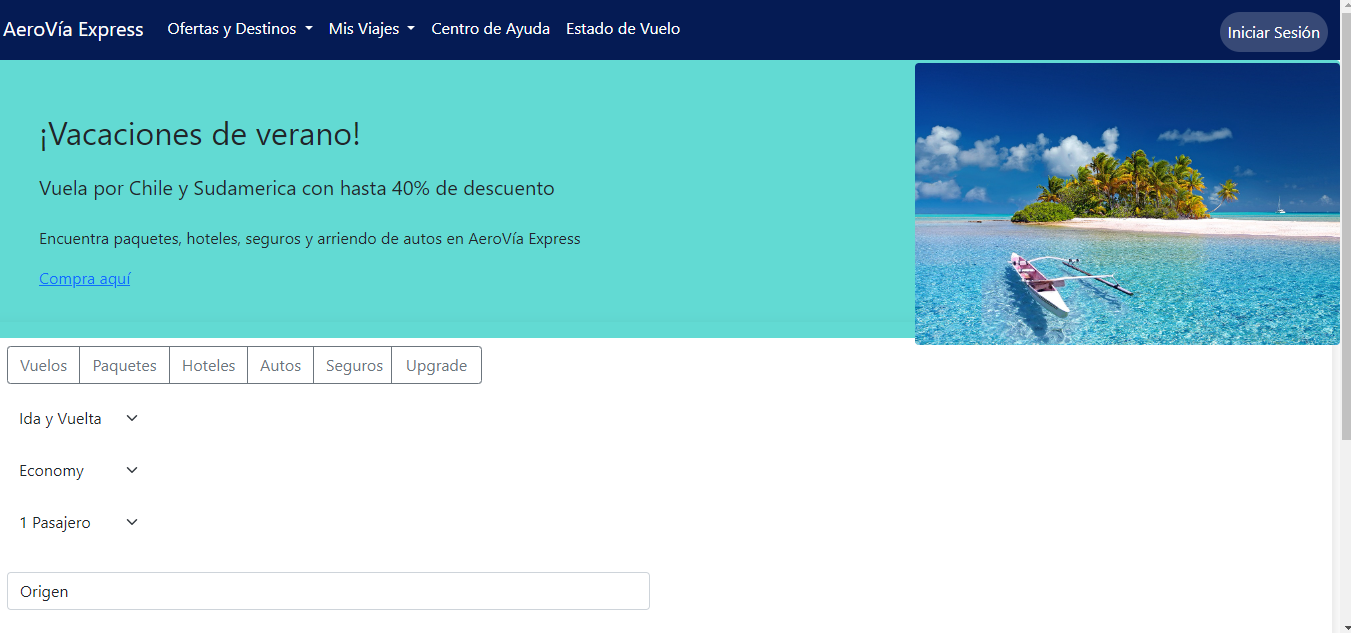 AeroVía Express Ofertas y Destinos Mis Viajes Centro de Ayuda Estado de Vuelo Iniciar Sesión
¡Vacaciones de verano!
Vuela por Chile y Sudamerica con hasta 40% de descuento
Encuentra paquetes, hoteles, seguros y arriendo de autos en AeroVía Express
Compra aquí
Vuelos Paquetes Hoteles Autos Seguros Upgrade
Ida y Vuelta
Economy
1 Pasajero
Origen